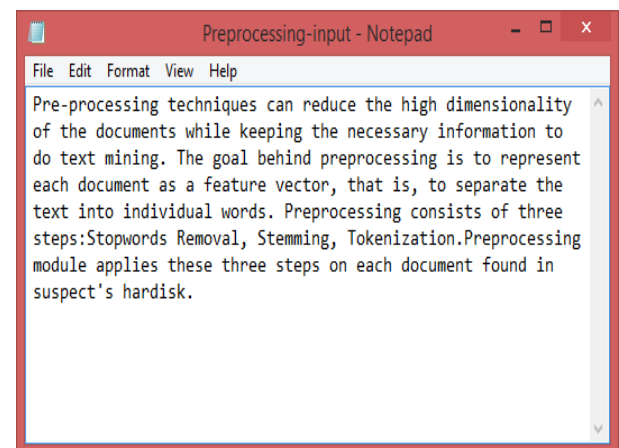 Preprocessing-input - Notepad
File Edit Format View Help
Pre-processing techniques can reduce the high dimensionality
of the documents while keeping the necessary information to
do text mining. The goal behind preprocessing is to represent
each document as a feature vector, that is, to separate the
text into individual words. Preprocessing consists of three
steps:Stopwords Removal, Stemming, Tokenization.Preprocessing
module applies these three steps on each document found in
suspect's hardisk.